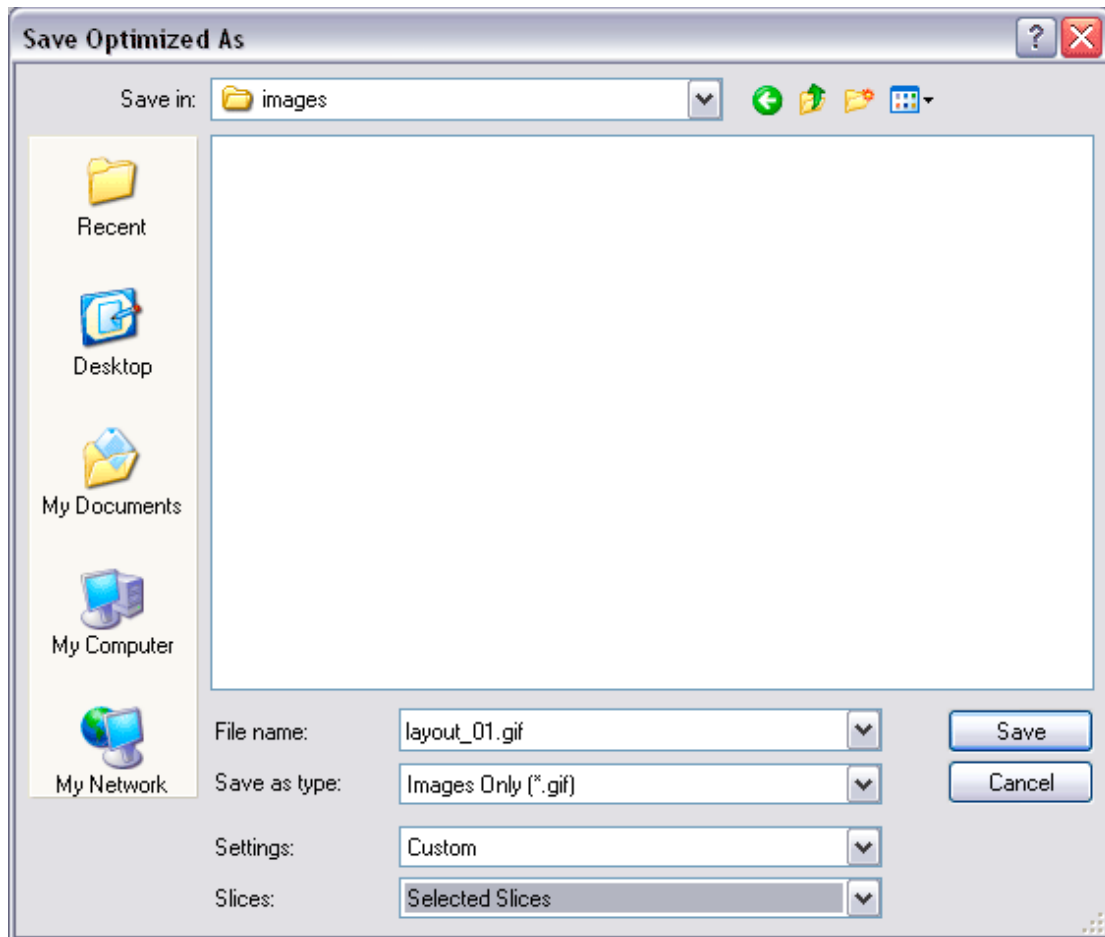 Save Optimized As
Save in: images
Recent
Desktop
My Documents
My Computer
My Network
File name: layout_01.gif Save
Save as type: Images Only (*.gif) Cancel
Settings: Custom
Slices: Selected Slices